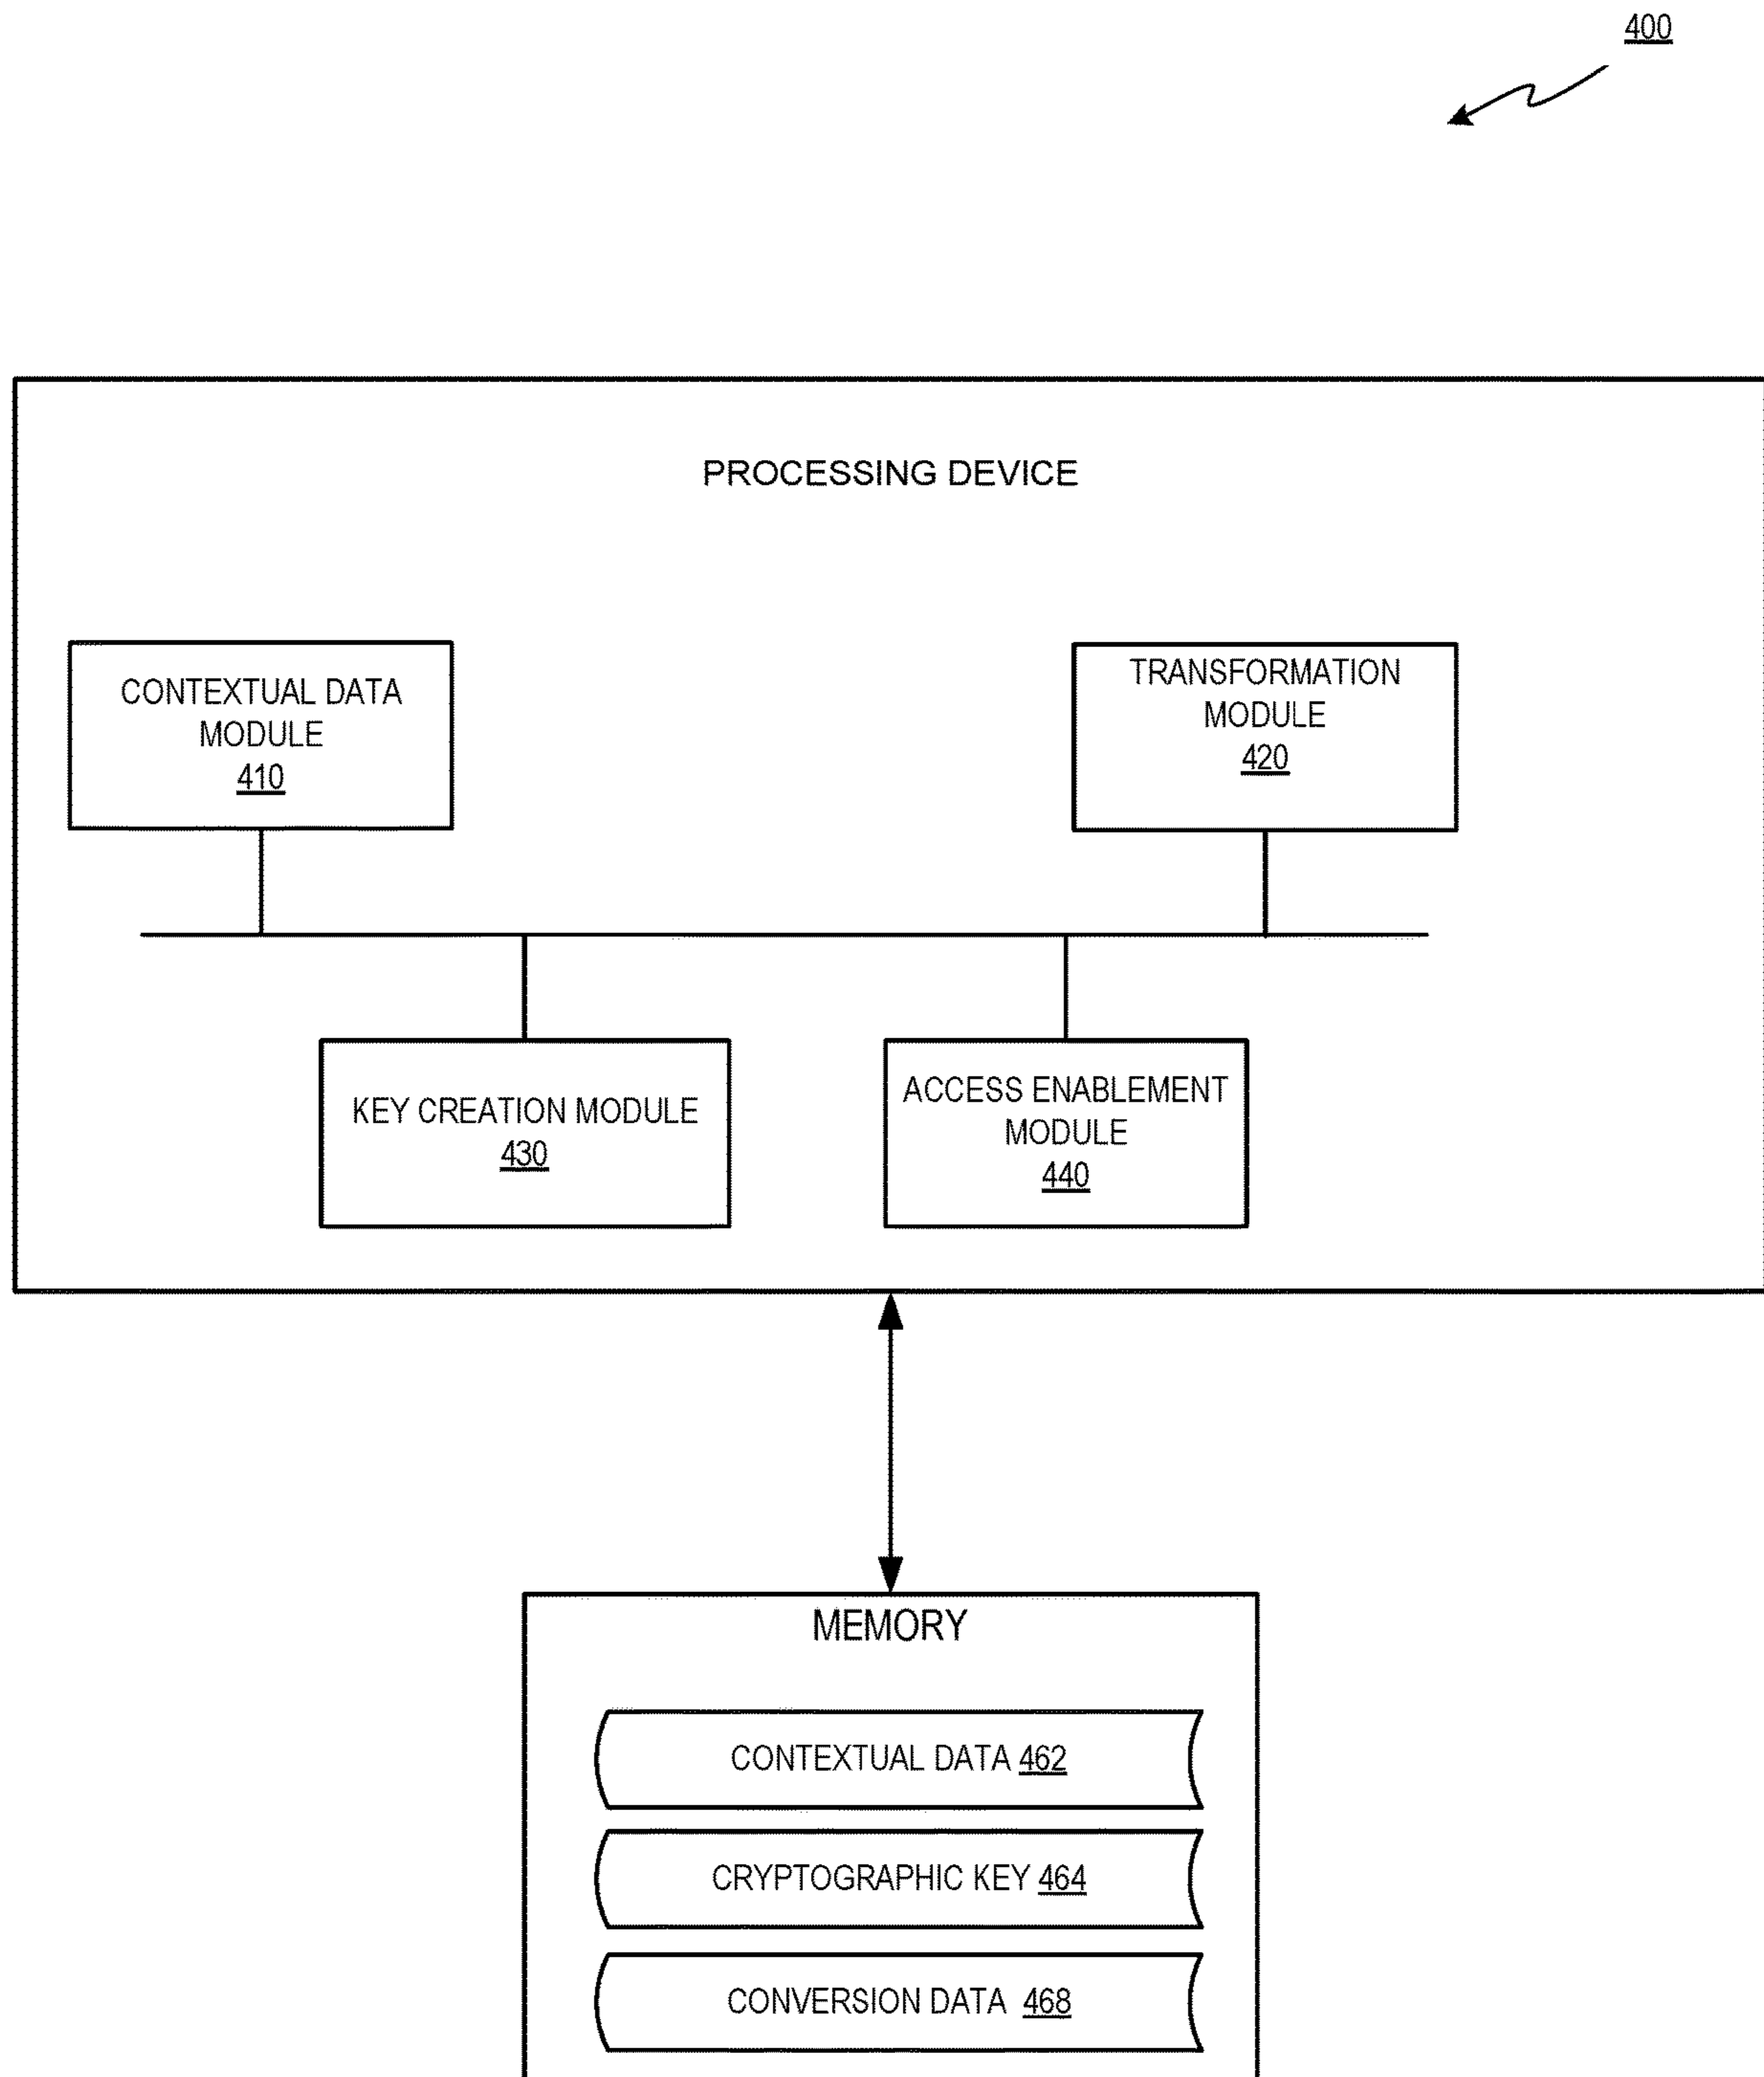 400
PROCESSING DEVICE
CONTEXTUAL DATA
MODULE
410
TRANSFORMATION
MODULE
420
KEY CREATION MODULE
430
ACCESS ENABLEMENT
MODULE
440
MEMORY
CONTEXTUAL DATA 462
CRYPTOGRAPHIC KEY 464
CONVERSION DATA 468